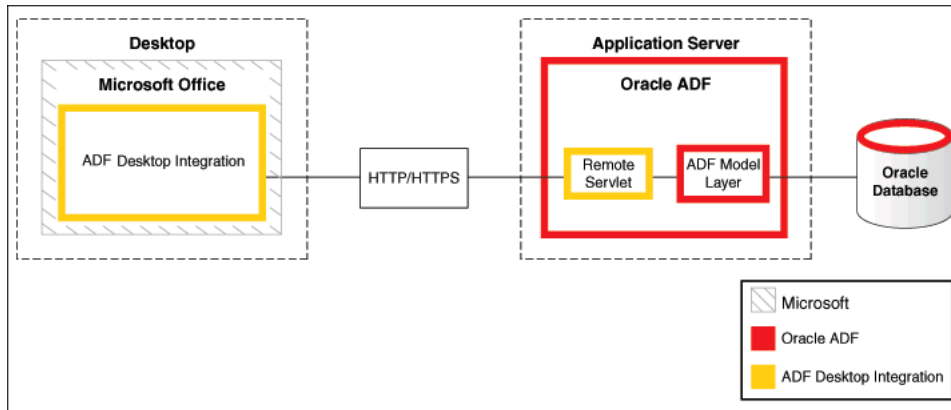 Desktop
Microsoft Office
ADF Desktop Integration
HTTP/HTTPS
Application Server
Oracle ADF
Remote
Servlet
ADF Model
Layer
Oracle
Database
Microsoft
Oracle ADF
ADF Desktop Integration